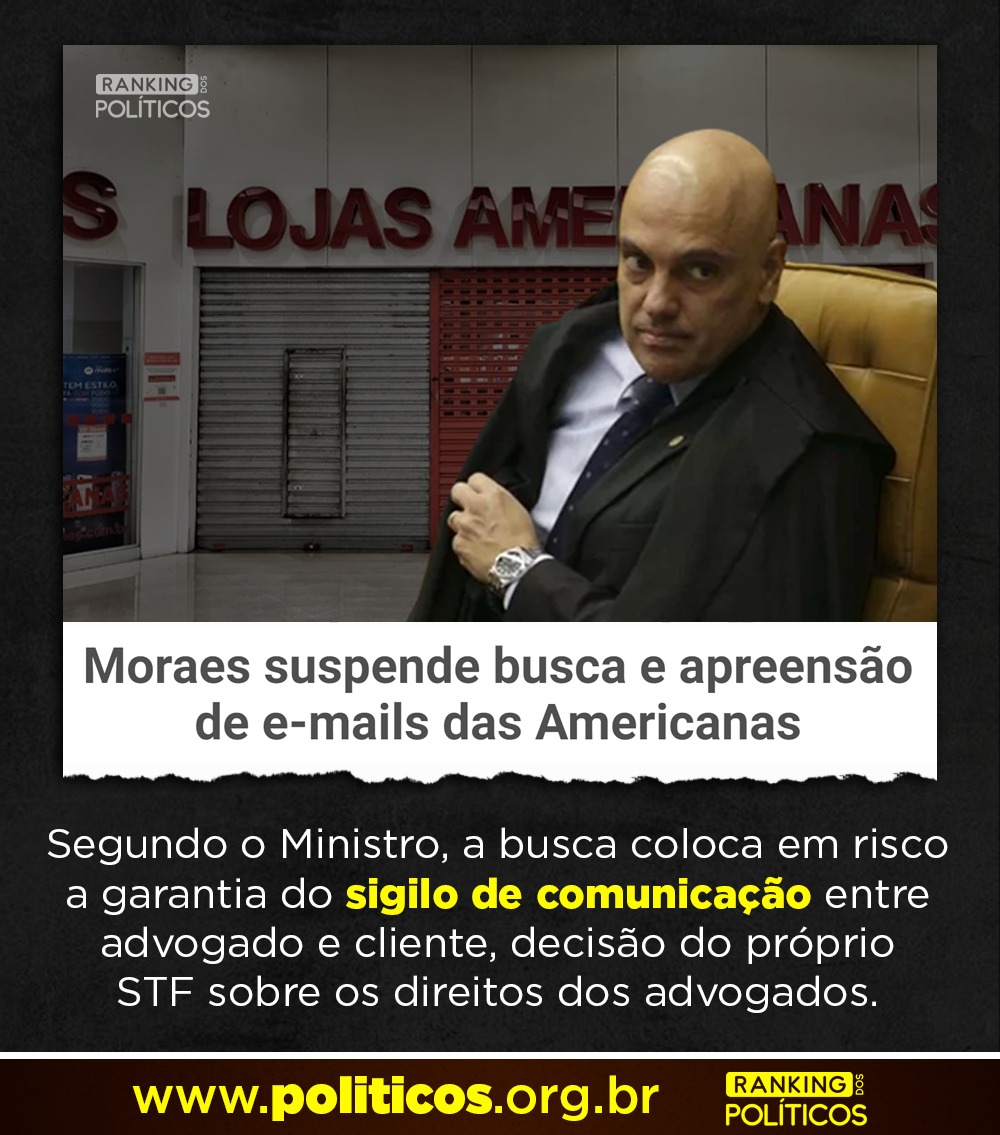 RANKING DOS
POLÍTICOS
S LOJAS AME ANAS
TEM ESTILO,
Moraes suspende busca e apreensão
de e-mails das Americanas
Segundo o Ministro, a busca coloca em risco
a garantia do sigilo de comunicação entre
advogado e cliente, decisão do próprio
STF sobre os direitos dos advogados.
www.politicos.org.br
RANKING DOS
POLÍTICOS